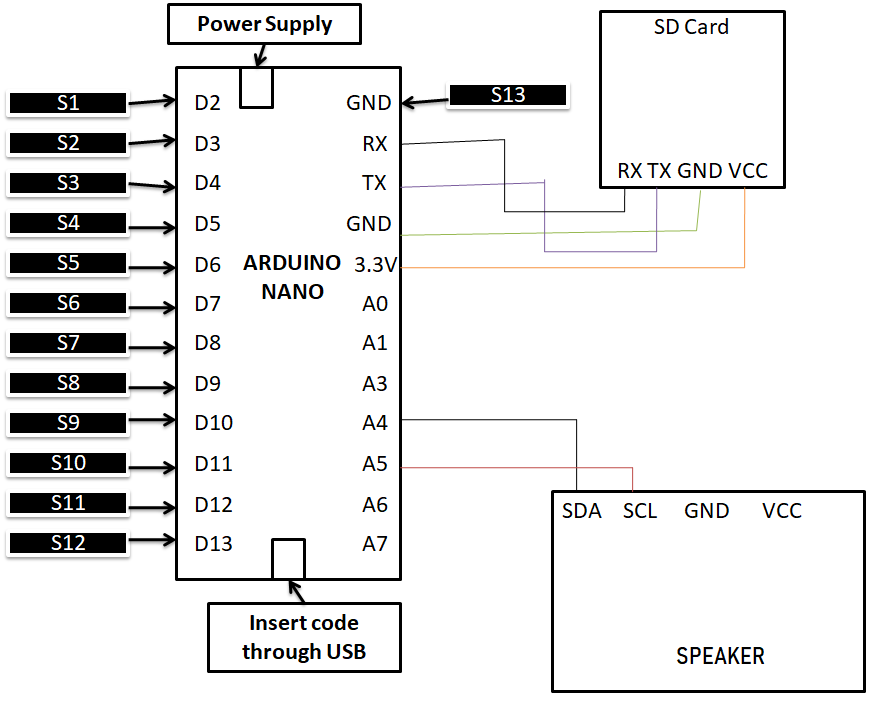 Power Supply
SD Card
RX TX GND VCC
S1
S2
S3
S4
S5
S6
S7
S8
S9
S10
S11
S12
D2
D3
D4
D5
D6
D7
D8
D9
D10
D11
D12
D13
ARDUINO
NANO
GND
RX
TX
GND
3.3V
A0
A1
A3
A4
A5
A6
A7
S13
SDA SCL GND VCC
SPEAKER
Insert code
through USB